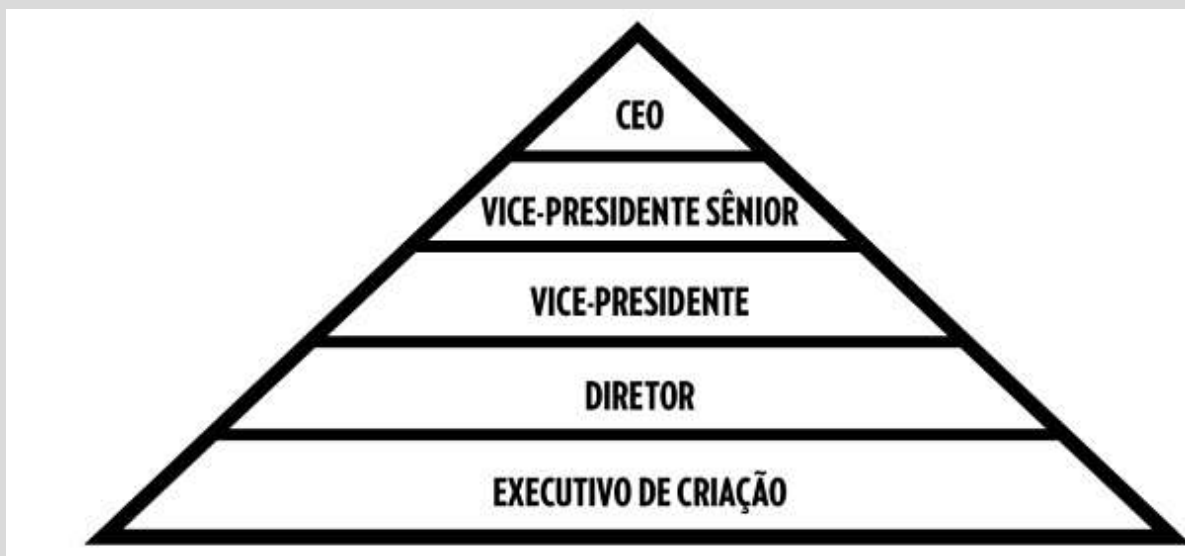 CEO
VICE-PRESIDENTE SÊNIOR
VICE-PRESIDENTE
DIRETOR
EXECUTIVO DE CRIAÇÃO